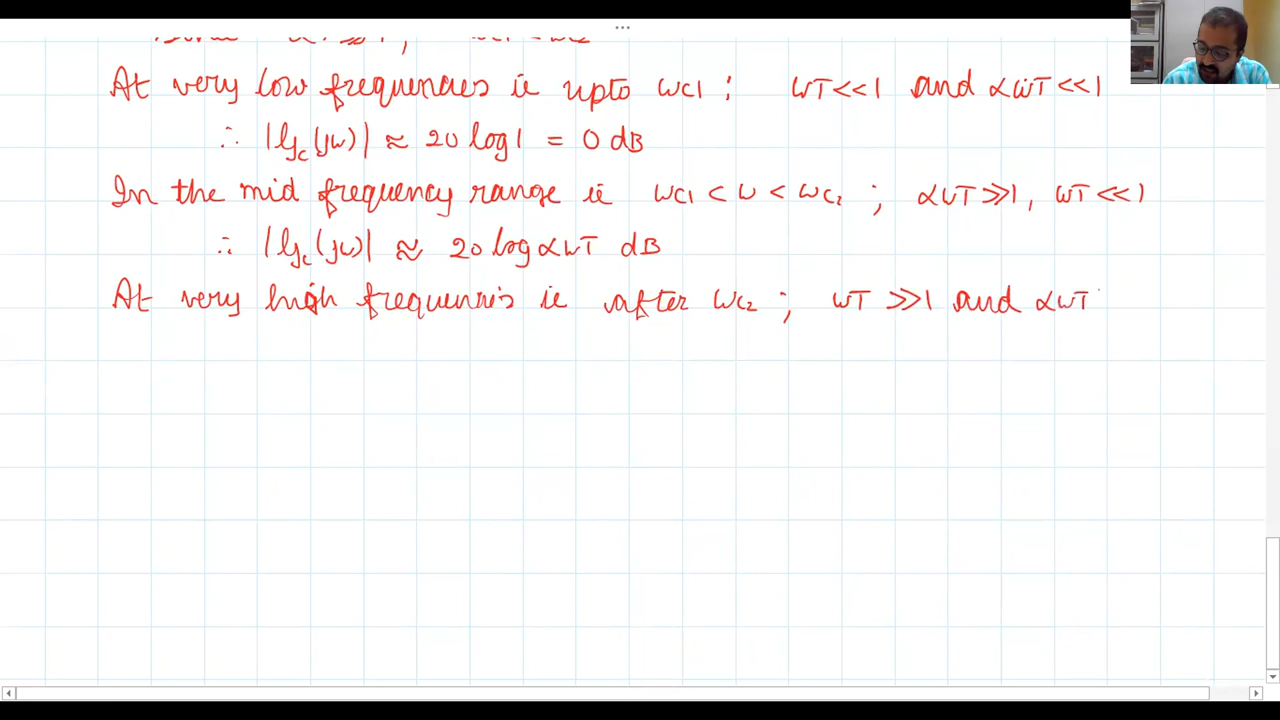 At very low frequencies ie upto ωc1 ; ωT<<1 and αωT<<1
∴ |Gc(jω)| ≈ 20 log 1 = 0 dB
In the mid frequency range ie ωc1 < ω < ωc2 ; αωT>>1, ωT<<1
∴ |Gc(jω)| ≈ 20 log αωT dB
At very high frequencies ie after ωc2 ; ωT >>1 and αωT